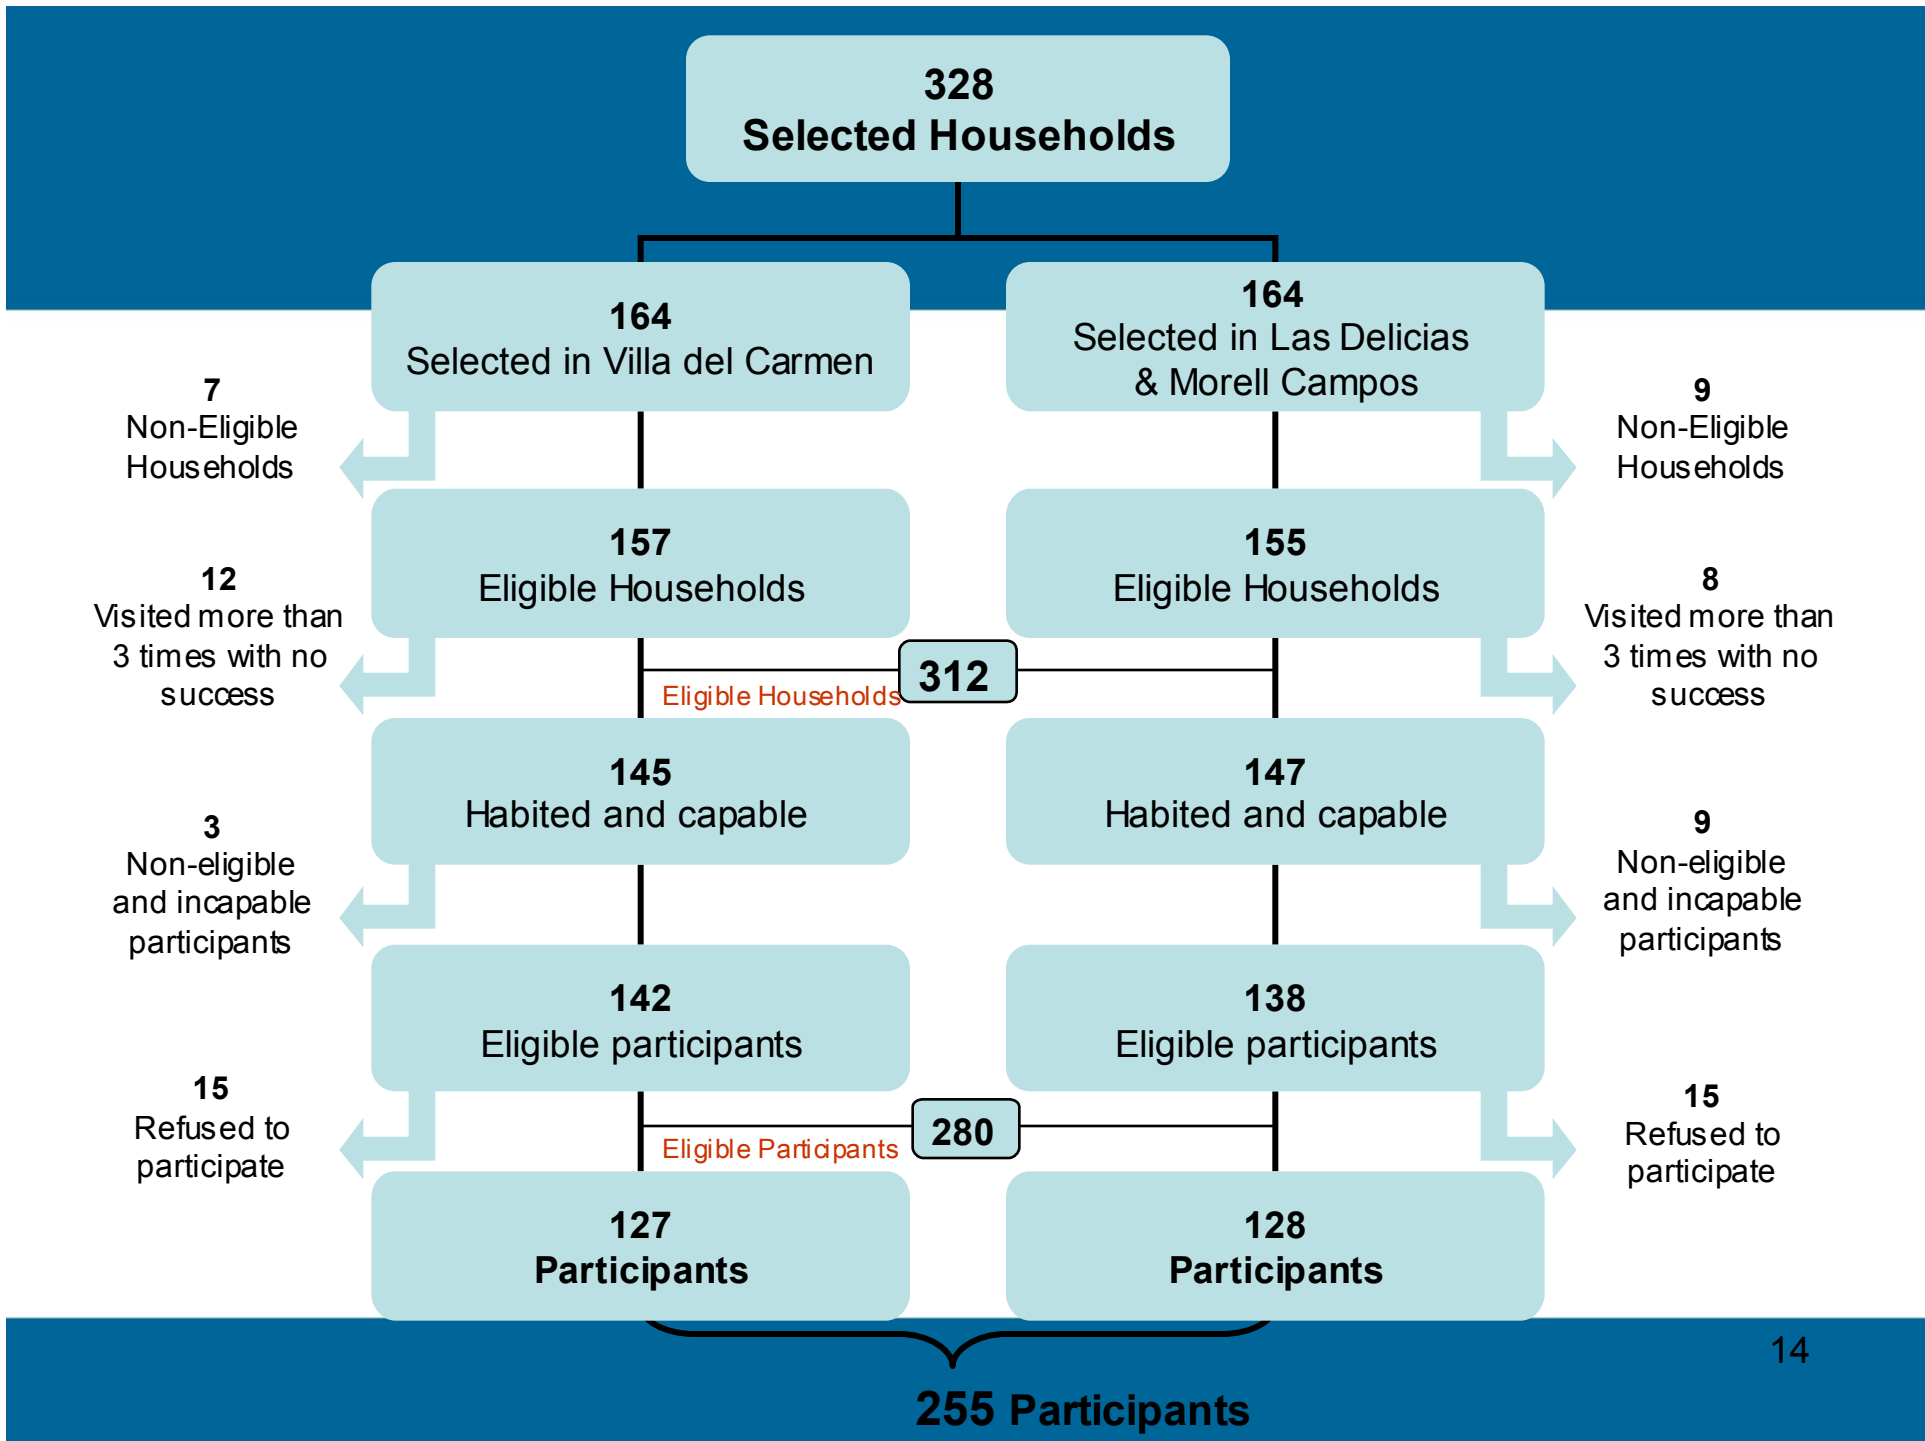 328
Selected Households
164
Selected in Villa del Carmen
164
Selected in Las Delicias
& Morell Campos
7
Non-Eligible
Households
9
Non-Eligible
Households
157
Eligible Households
155
Eligible Households
12
Visited more than
3 times with no
success
8
Visited more than
3 times with no
success
312
Eligible Households
145
Habited and capable
147
Habited and capable
3
Non-eligible
and incapable
participants
9
Non-eligible
and incapable
participants
142
Eligible participants
138
Eligible participants
15
Refused to
participate
15
Refused to
participate
280
Eligible Participants
127
Participants
128
Participants
14
255 Participants